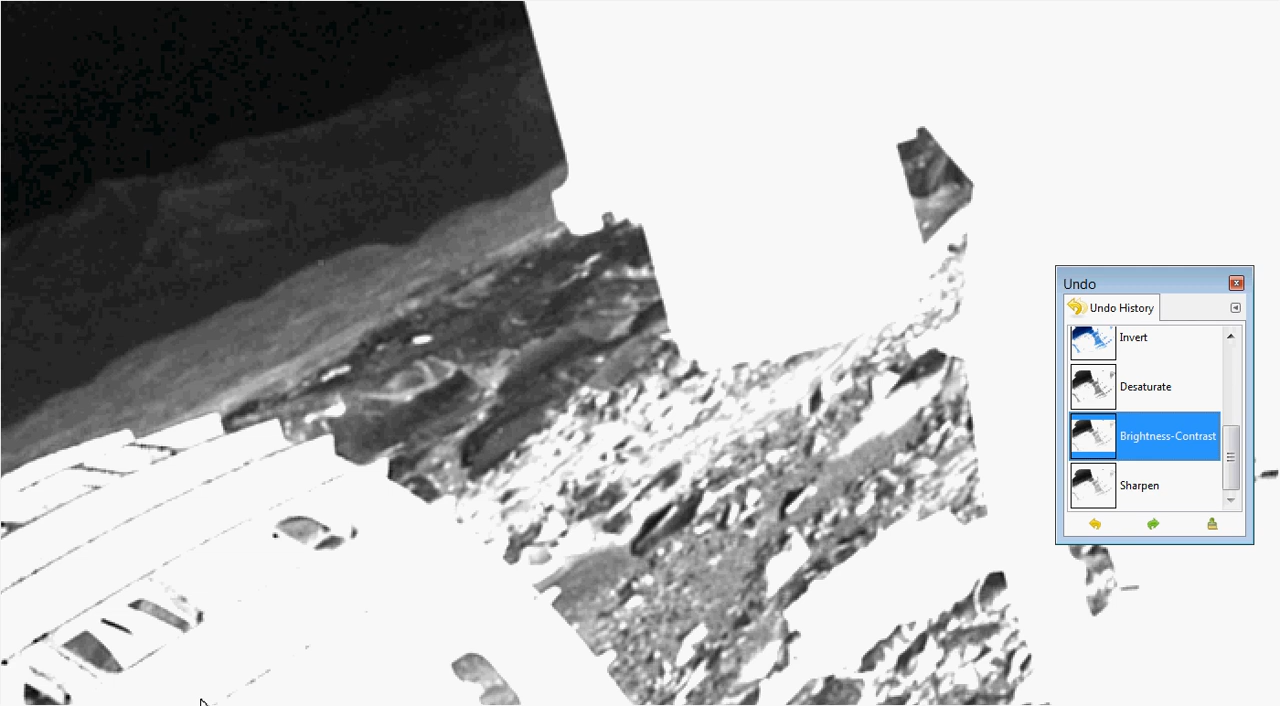 Undo
Undo History
Invert
Desaturate
Brightness-Contrast
Sharpen